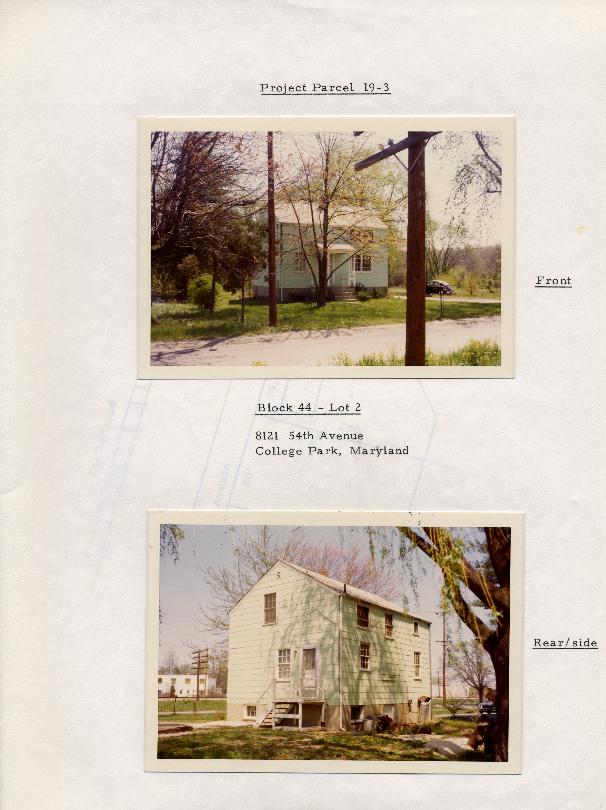 Project Parcel 19-3
Front
Block 44 - Lot 2
8121 54th Avenue
College Park, Maryland
Rear/side